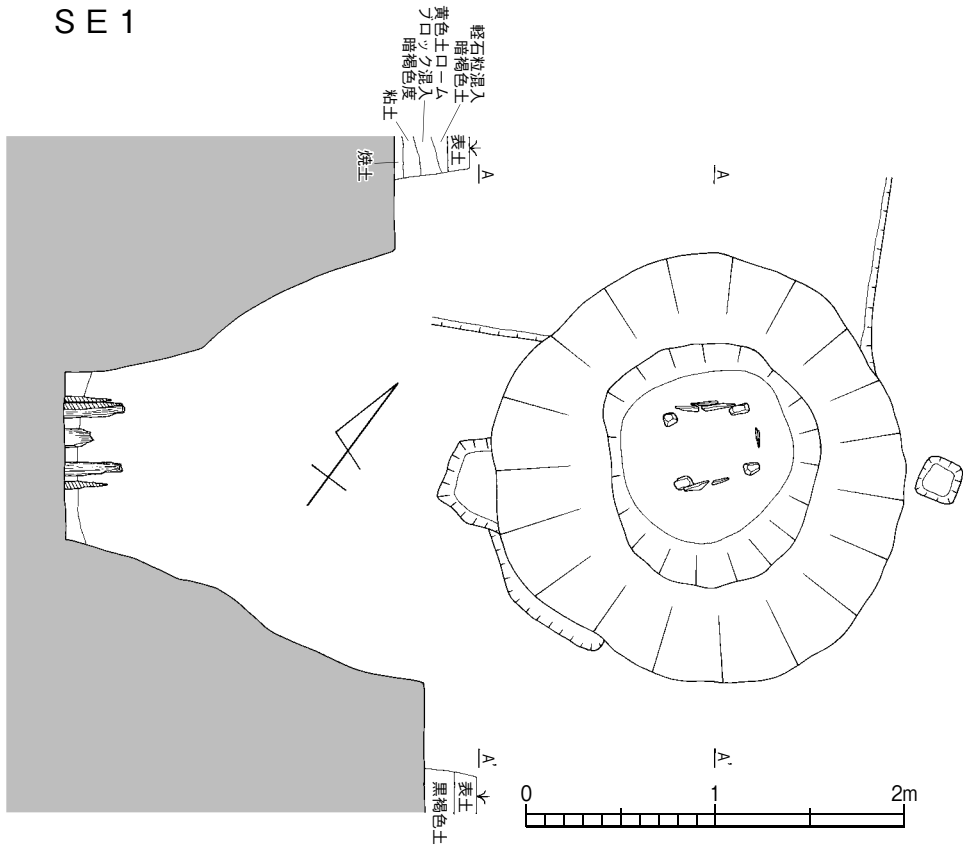 SE1
軽石粒混入
暗褐色土
黄色土ローム
ブロック混入
暗褐色度
粘土
焼土
表土
A
A
A'
A'
表土
黒褐色土
0 1 2m